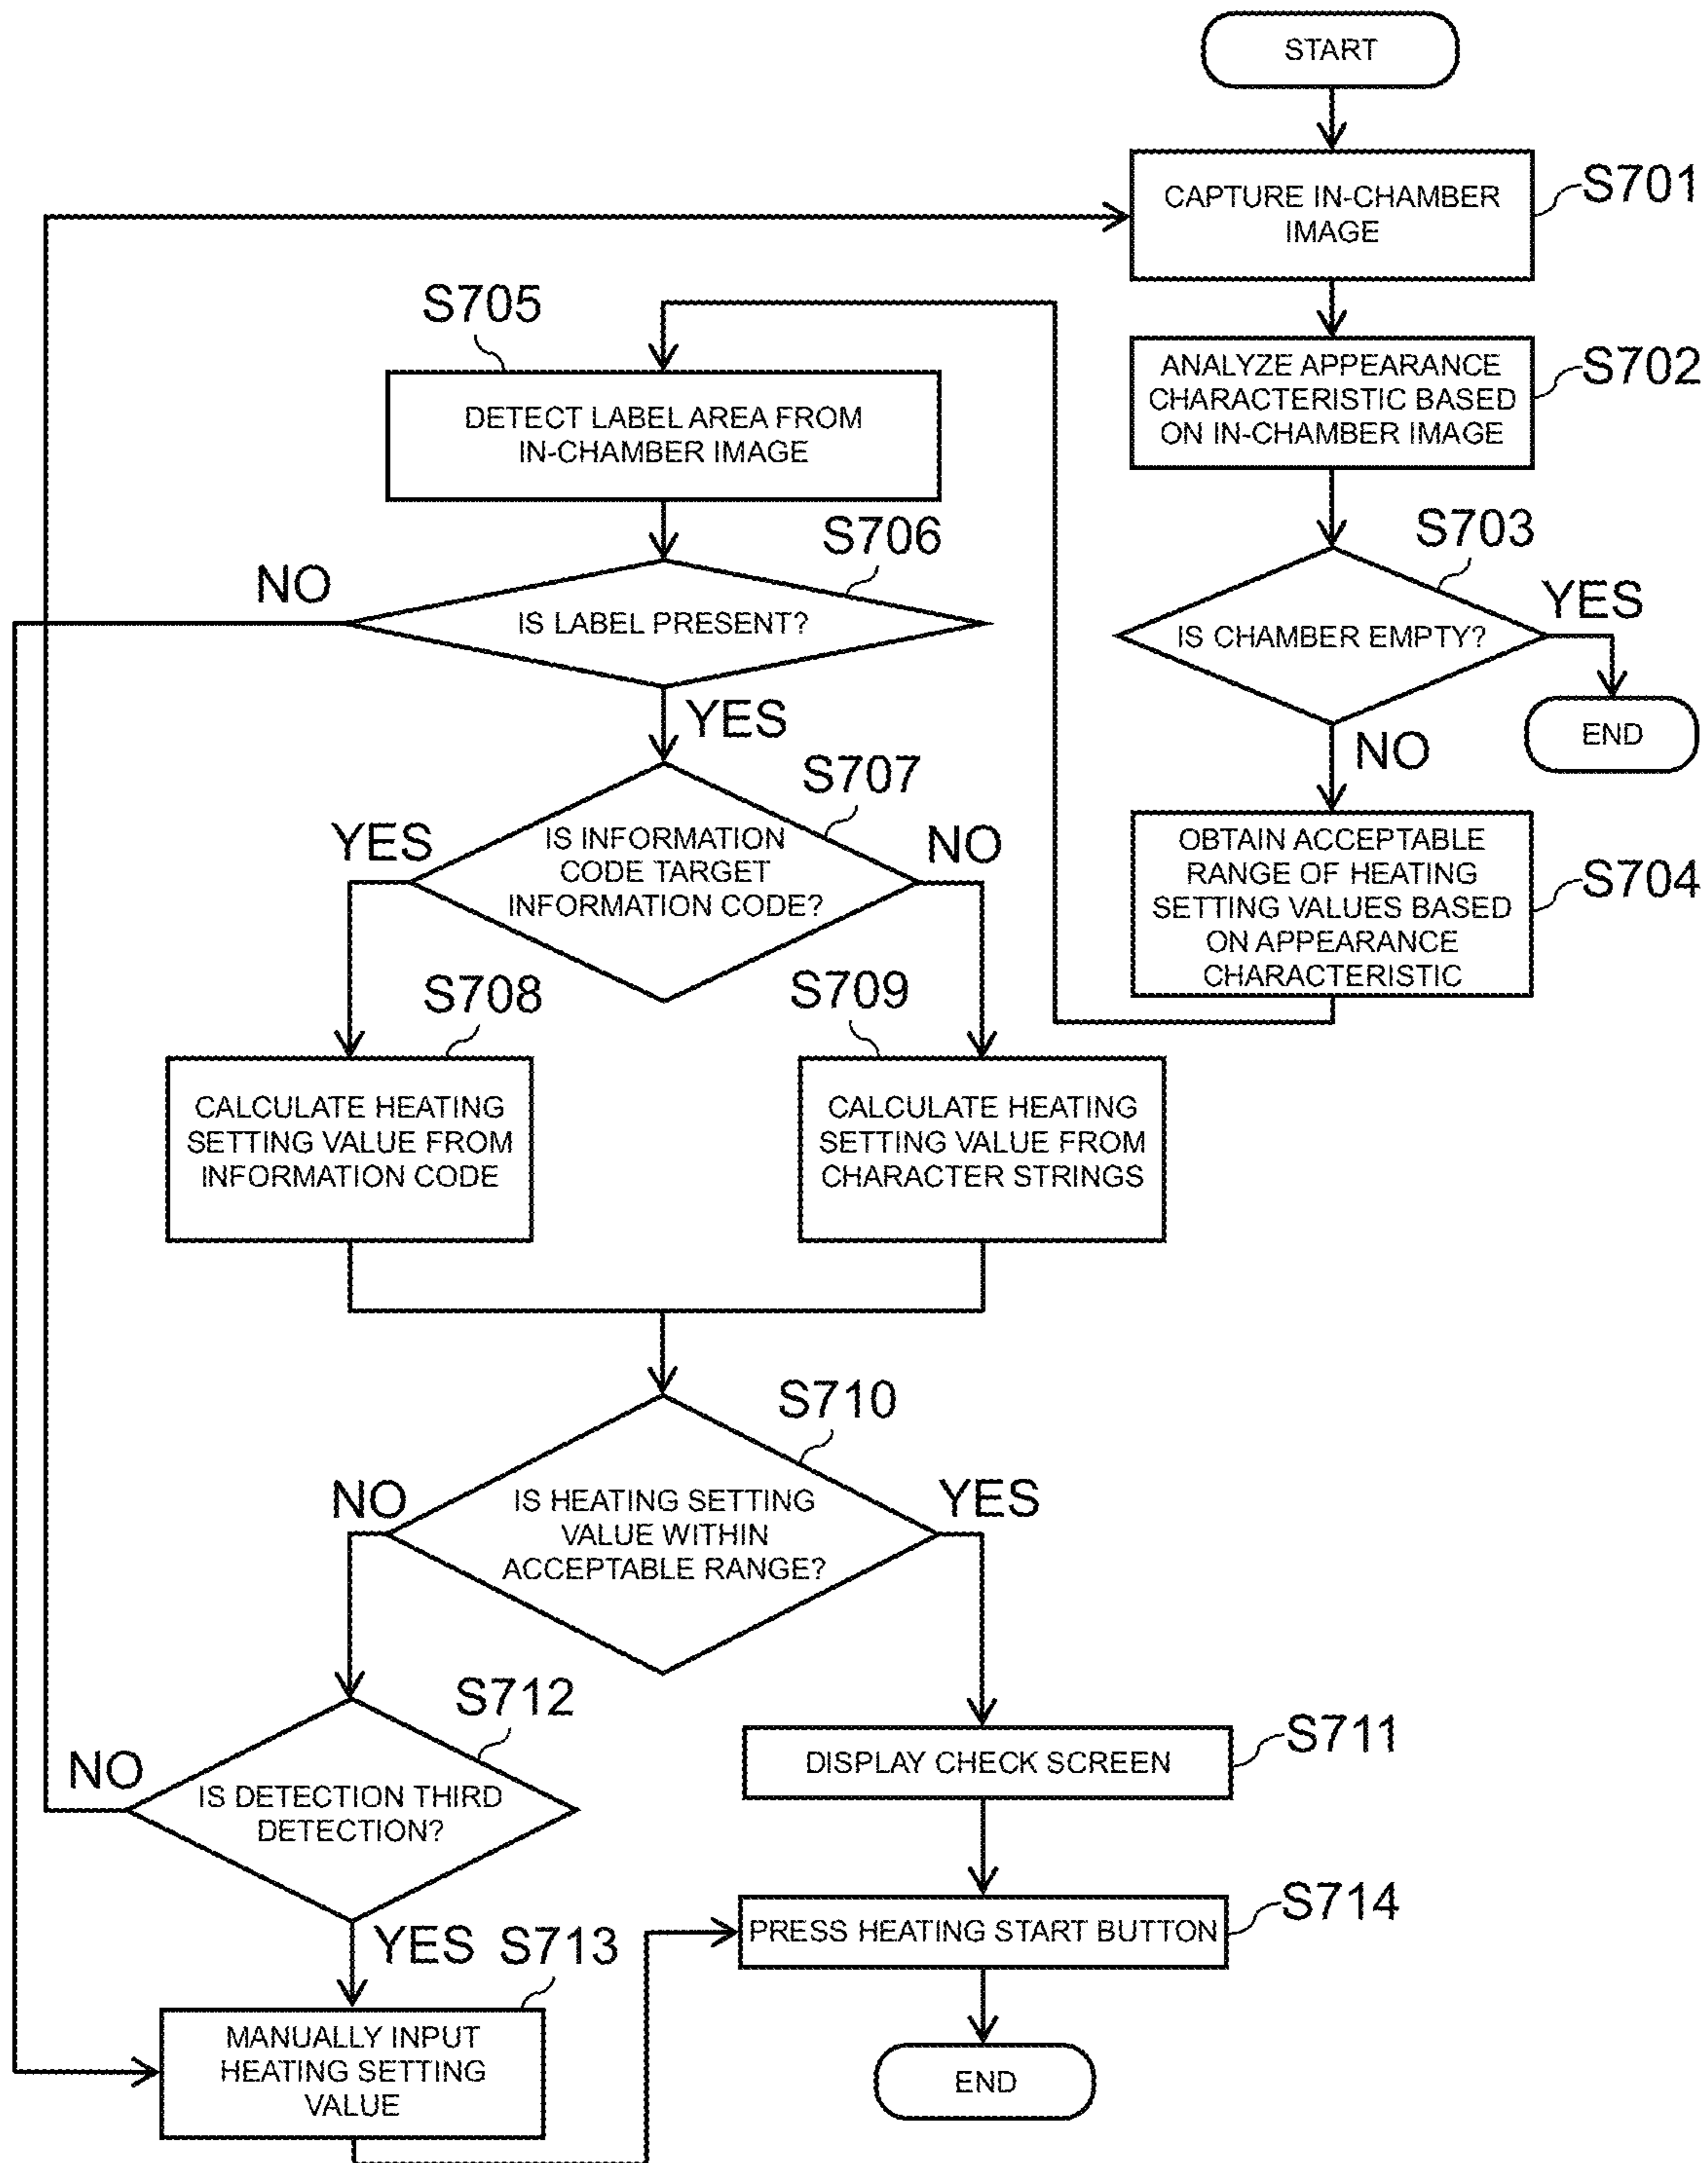 START
CAPTURE IN-CHAMBER
IMAGE
S701
ANALYZE APPEARANCE
CHARACTERISTIC BASED
ON IN-CHAMBER IMAGE
S702
S703
IS CHAMBER EMPTY?
YES
END
NO
OBTAIN ACCEPTABLE
RANGE OF HEATING
SETTING VALUES BASED
ON APPEARANCE
CHARACTERISTIC
S704
S705
DETECT LABEL AREA FROM
IN-CHAMBER IMAGE
S706
NO
IS LABEL PRESENT?
YES
S707
YES
IS INFORMATION
CODE TARGET
INFORMATION CODE?
NO
S708
CALCULATE HEATING
SETTING VALUE FROM
INFORMATION CODE
S709
CALCULATE HEATING
SETTING VALUE FROM
CHARACTER STRINGS
S710
NO
IS HEATING SETTING
VALUE WITHIN
ACCEPTABLE RANGE?
YES
S712
NO
IS DETECTION THIRD
DETECTION?
YES
S711
DISPLAY CHECK SCREEN
S713
MANUALLY INPUT
HEATING SETTING
VALUE
S714
PRESS HEATING START BUTTON
END